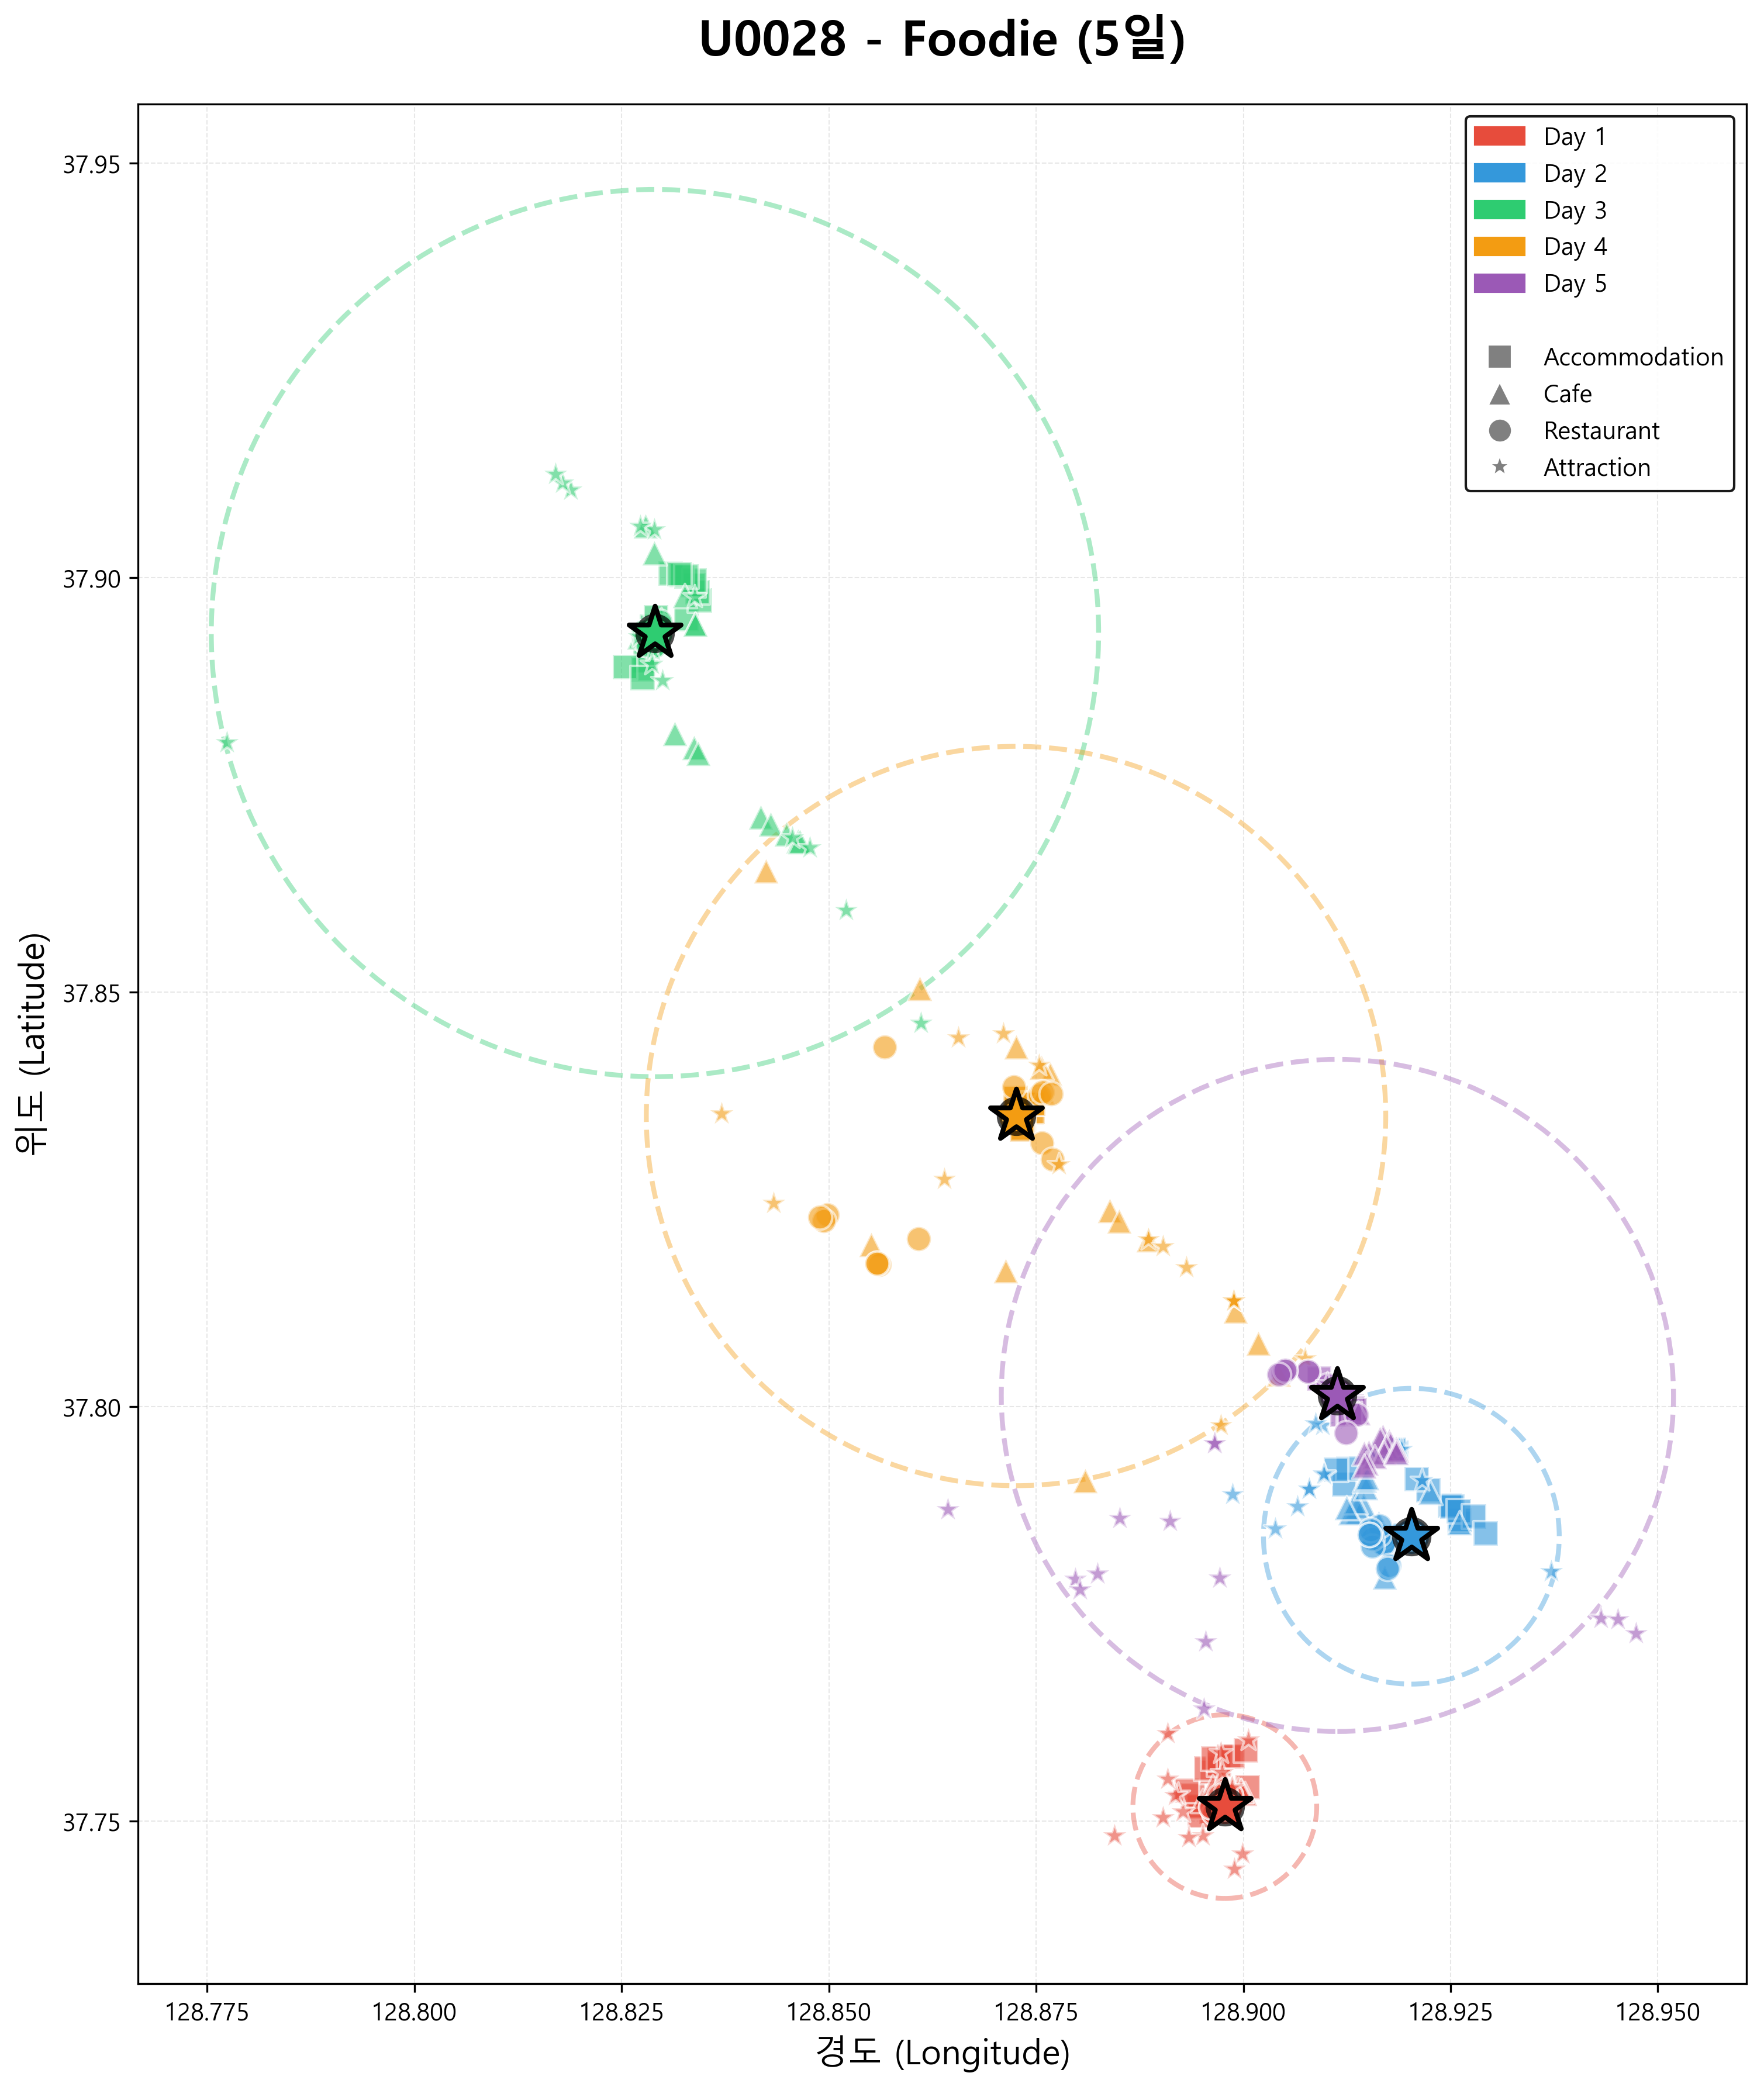 U0028 - Foodie (5일)
Day 1
Day 2
Day 3
Day 4
Day 5
Accommodation
Cafe
Restaurant
Attraction
37.95
37.90
37.85
37.80
37.75
위도 (Latitude)
128.775 128.800 128.825 128.850 128.875 128.900 128.925 128.950
경도 (Longitude)